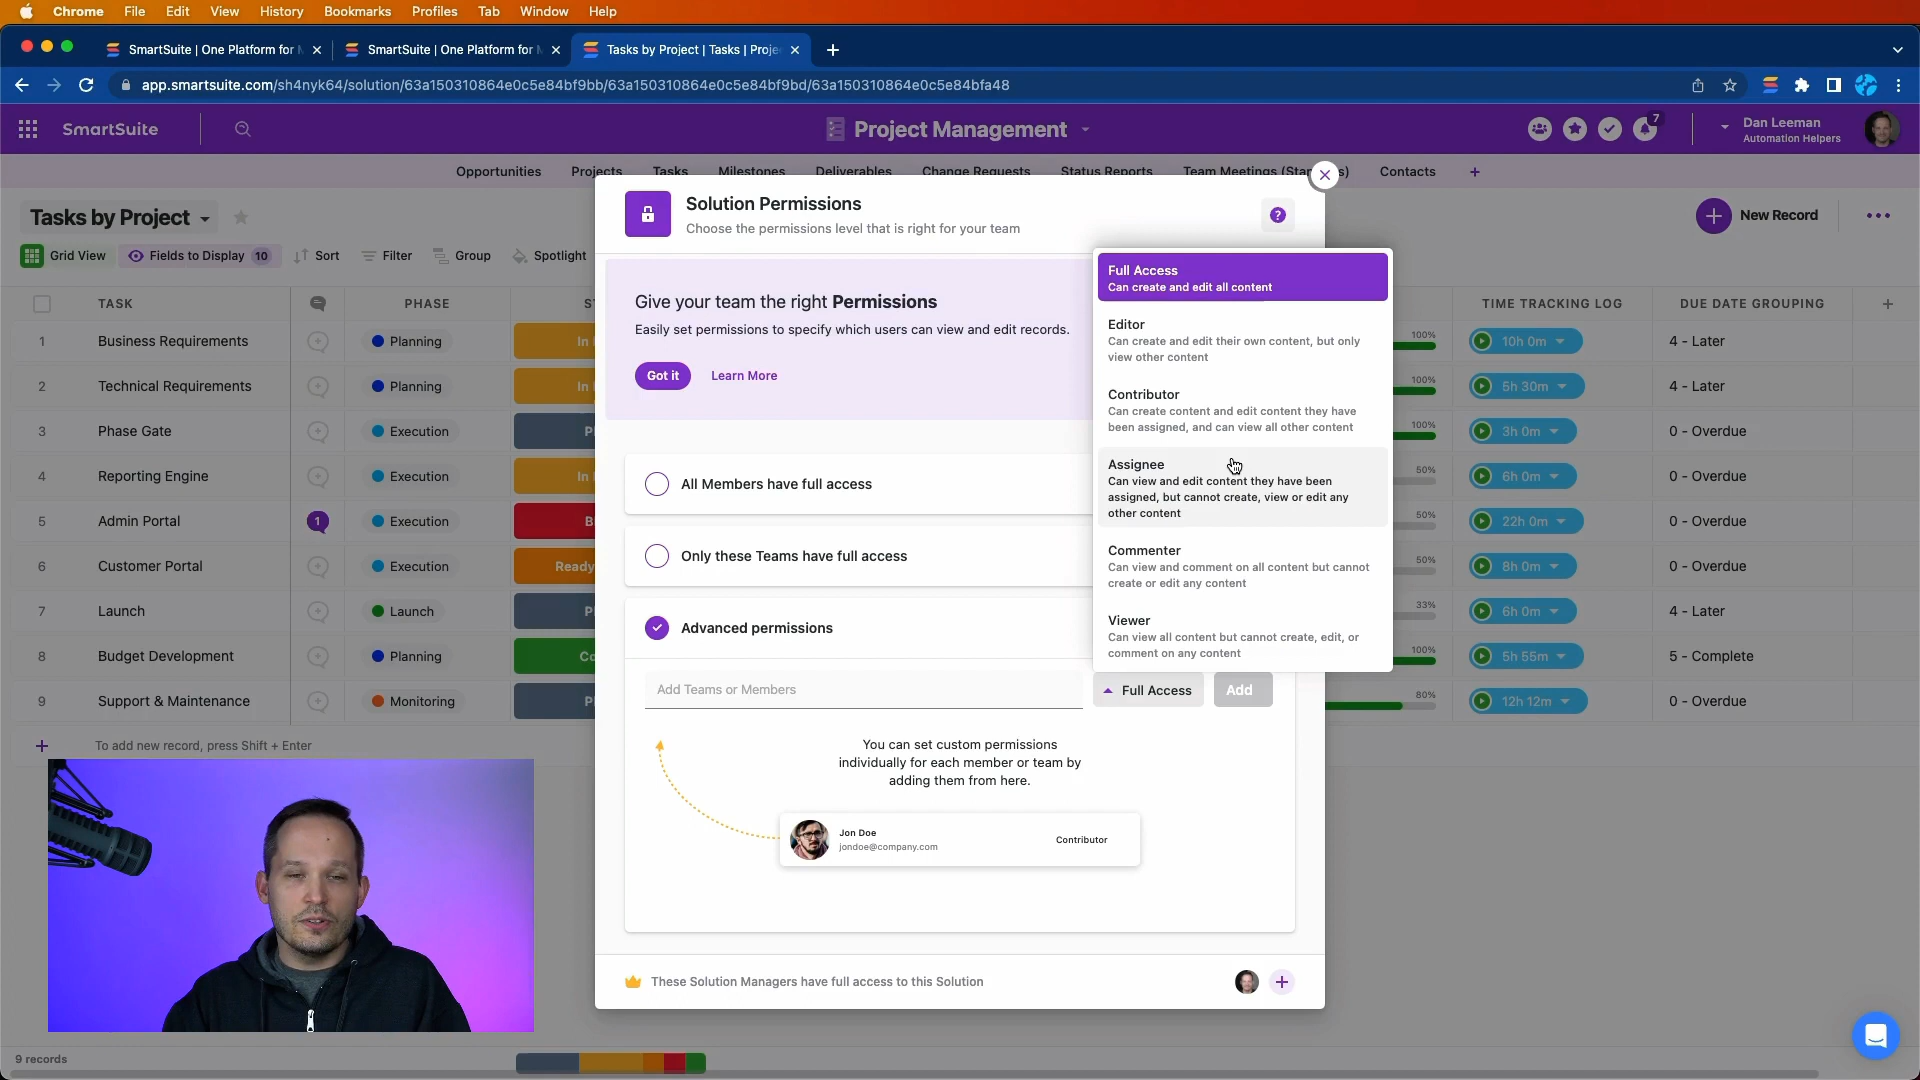 Chrome File Edit View History Bookmarks Profiles Tab Window Help
SmartSuite | One Platform for
SmartSuite | One Platform for
Tasks by Project | Tasks | Proje
app.smartsuite.com/sh4nyk64/solution/63a150310864e0c5e84bf9bb/63a150310864e0c5e84bf9bd/63a150310864e0c5e84bfa48
SmartSuite
Project Management
7
Dan Leeman
Automation Helpers
Opportunities Projects Tasks Milestones Deliverables Change Requests Status Reports Team Meetings (Stan s) Contacts
Tasks by Project
New Record
Grid View Fields to Display 10 Sort Filter Group Spotlight
TASK PHASE TIME TRACKING LOG DUE DATE GROUPING
1 Business Requirements Planning In 100% 10h 0m 4 - Later
2 Technical Requirements Planning In 100% 5h 30m 4 - Later
3 Phase Gate Execution 100% 3h 0m 0 - Overdue
4 Reporting Engine Execution In 50% 6h 0m 0 - Overdue
5 Admin Portal 1 Execution 50% 22h 0m 0 - Overdue
6 Customer Portal Execution Ready 50% 8h 0m 0 - Overdue
7 Launch Launch 33% 6h 0m 4 - Later
8 Budget Development Planning 100% 5h 55m 5 - Complete
9 Support & Maintenance Monitoring 80% 12h 12m 0 - Overdue
To add new record, press Shift + Enter
9 records
Solution Permissions
Choose the permissions level that is right for your team
?
Give your team the right Permissions
Easily set permissions to specify which users can view and edit records.
Got it Learn More
All Members have full access
Only these Teams have full access
Advanced permissions
Add Teams or Members Full Access Add
You can set custom permissions
individually for each member or team by
adding them from here.
Jon Doe
jondoe@company.com
Contributor
These Solution Managers have full access to this Solution
Full Access
Can create and edit all content
Editor
Can create and edit their own content, but only
view other content
Contributor
Can create content and edit content they have
been assigned, and can view all other content
Assignee
Can view and edit content they have been
assigned, but cannot create, view or edit any
other content
Commenter
Can view and comment on all content but cannot
create or edit any content
Viewer
Can view all content but cannot create, edit, or
comment on any content